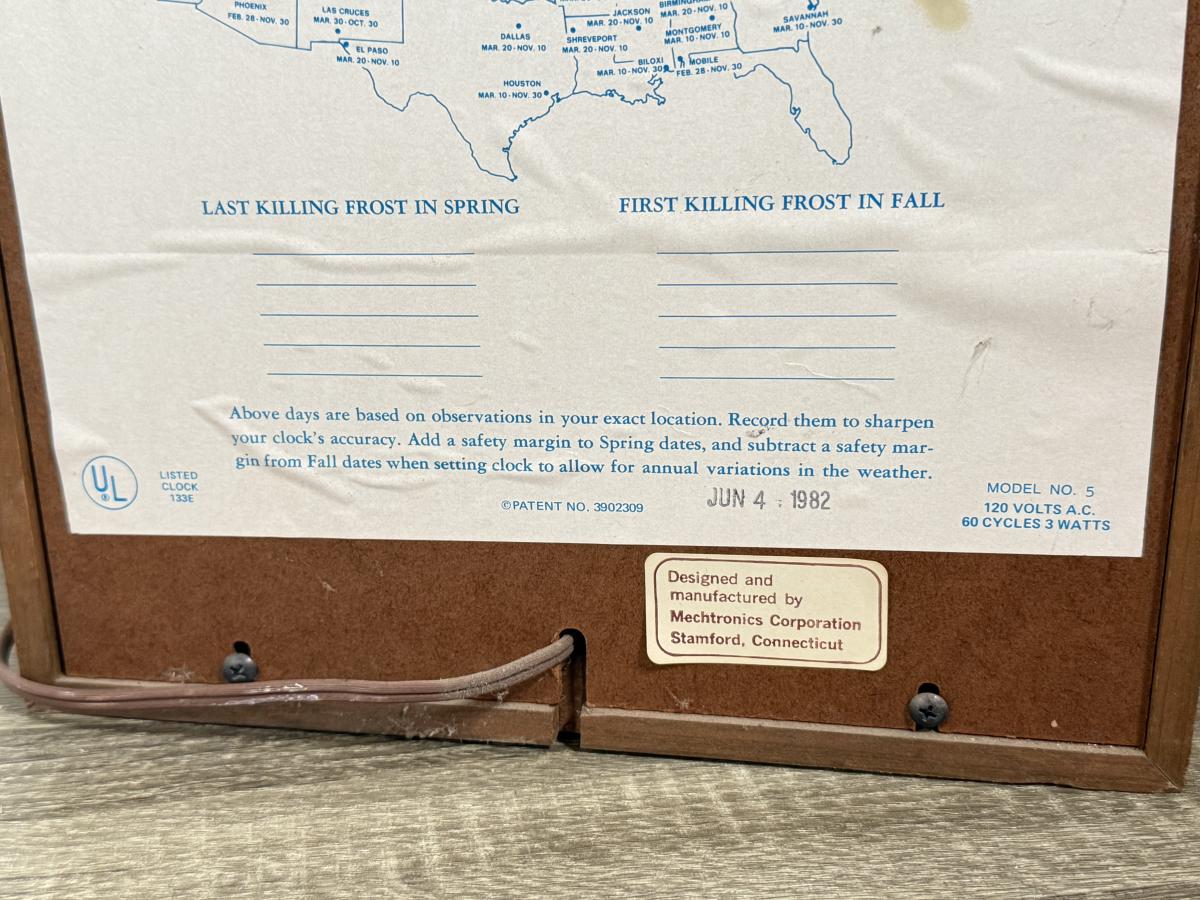 PHOENIX
FEB. 28 - NOV. 30
LAS CRUCES
MAR. 30 - OCT. 30
EL PASO
MAR. 20 - NOV. 10
DALLAS
MAR. 20 - NOV. 10
HOUSTON
MAR. 10 - NOV. 30
JACKSON
MAR. 20 - NOV. 10
SHREVEPORT
MAR. 20 - NOV. 10
BILOXI
MAR. 10 - NOV. 30
MAR. 20 - NOV. 10
MONTGOMERY
MAR. 10 - NOV. 10
MOBILE
FEB. 28 - NOV. 30
SAVANNAH
MAR. 10 - NOV. 30
LAST KILLING FROST IN SPRING
FIRST KILLING FROST IN FALL
Above days are based on observations in your exact location. Record them to sharpen
your clock's accuracy. Add a safety margin to Spring dates, and subtract a safety mar-
gin from Fall dates when setting clock to allow for annual variations in the weather.
UL
®
LISTED
CLOCK
133E
©PATENT NO. 3902309
JUN 4 - 1982
MODEL NO. 5
120 VOLTS A.C.
60 CYCLES 3 WATTS
Designed and
manufactured by
Mechtronics Corporation
Stamford, Connecticut